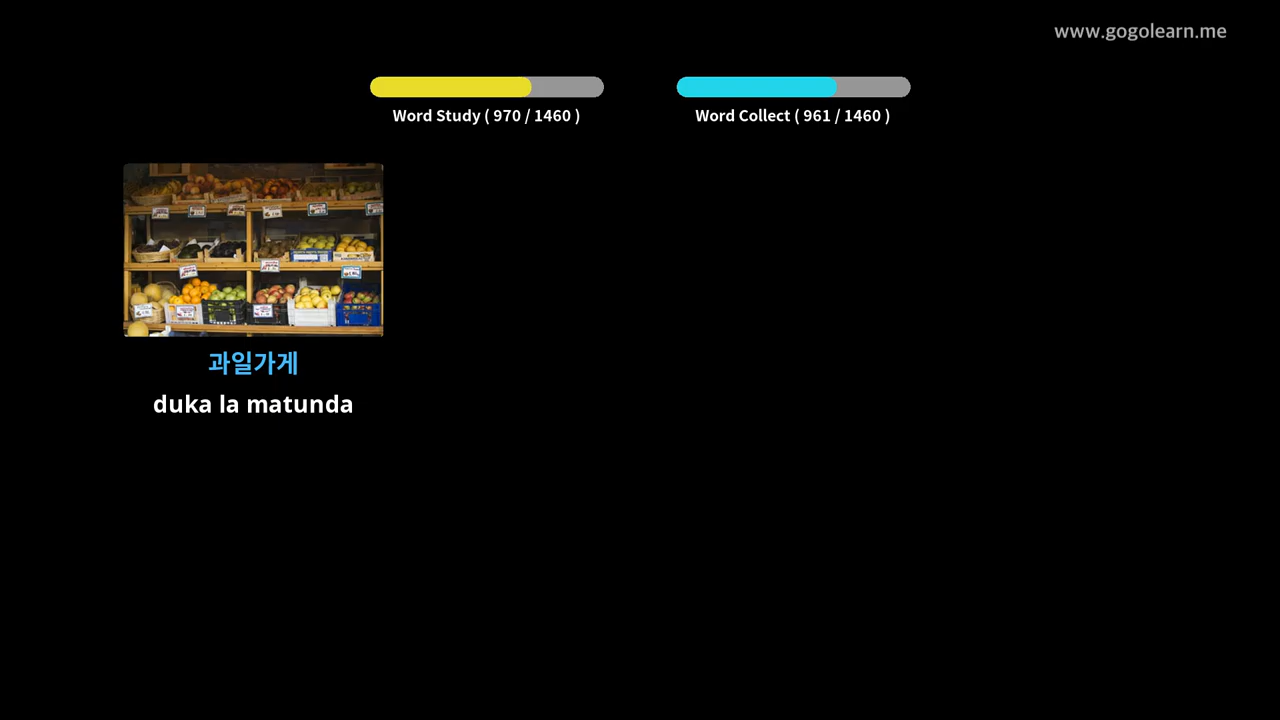 www.gogolearn.me
Word Study ( 970 / 1460 )
Word Collect ( 961 / 1460 )
과일가게
duka la matunda